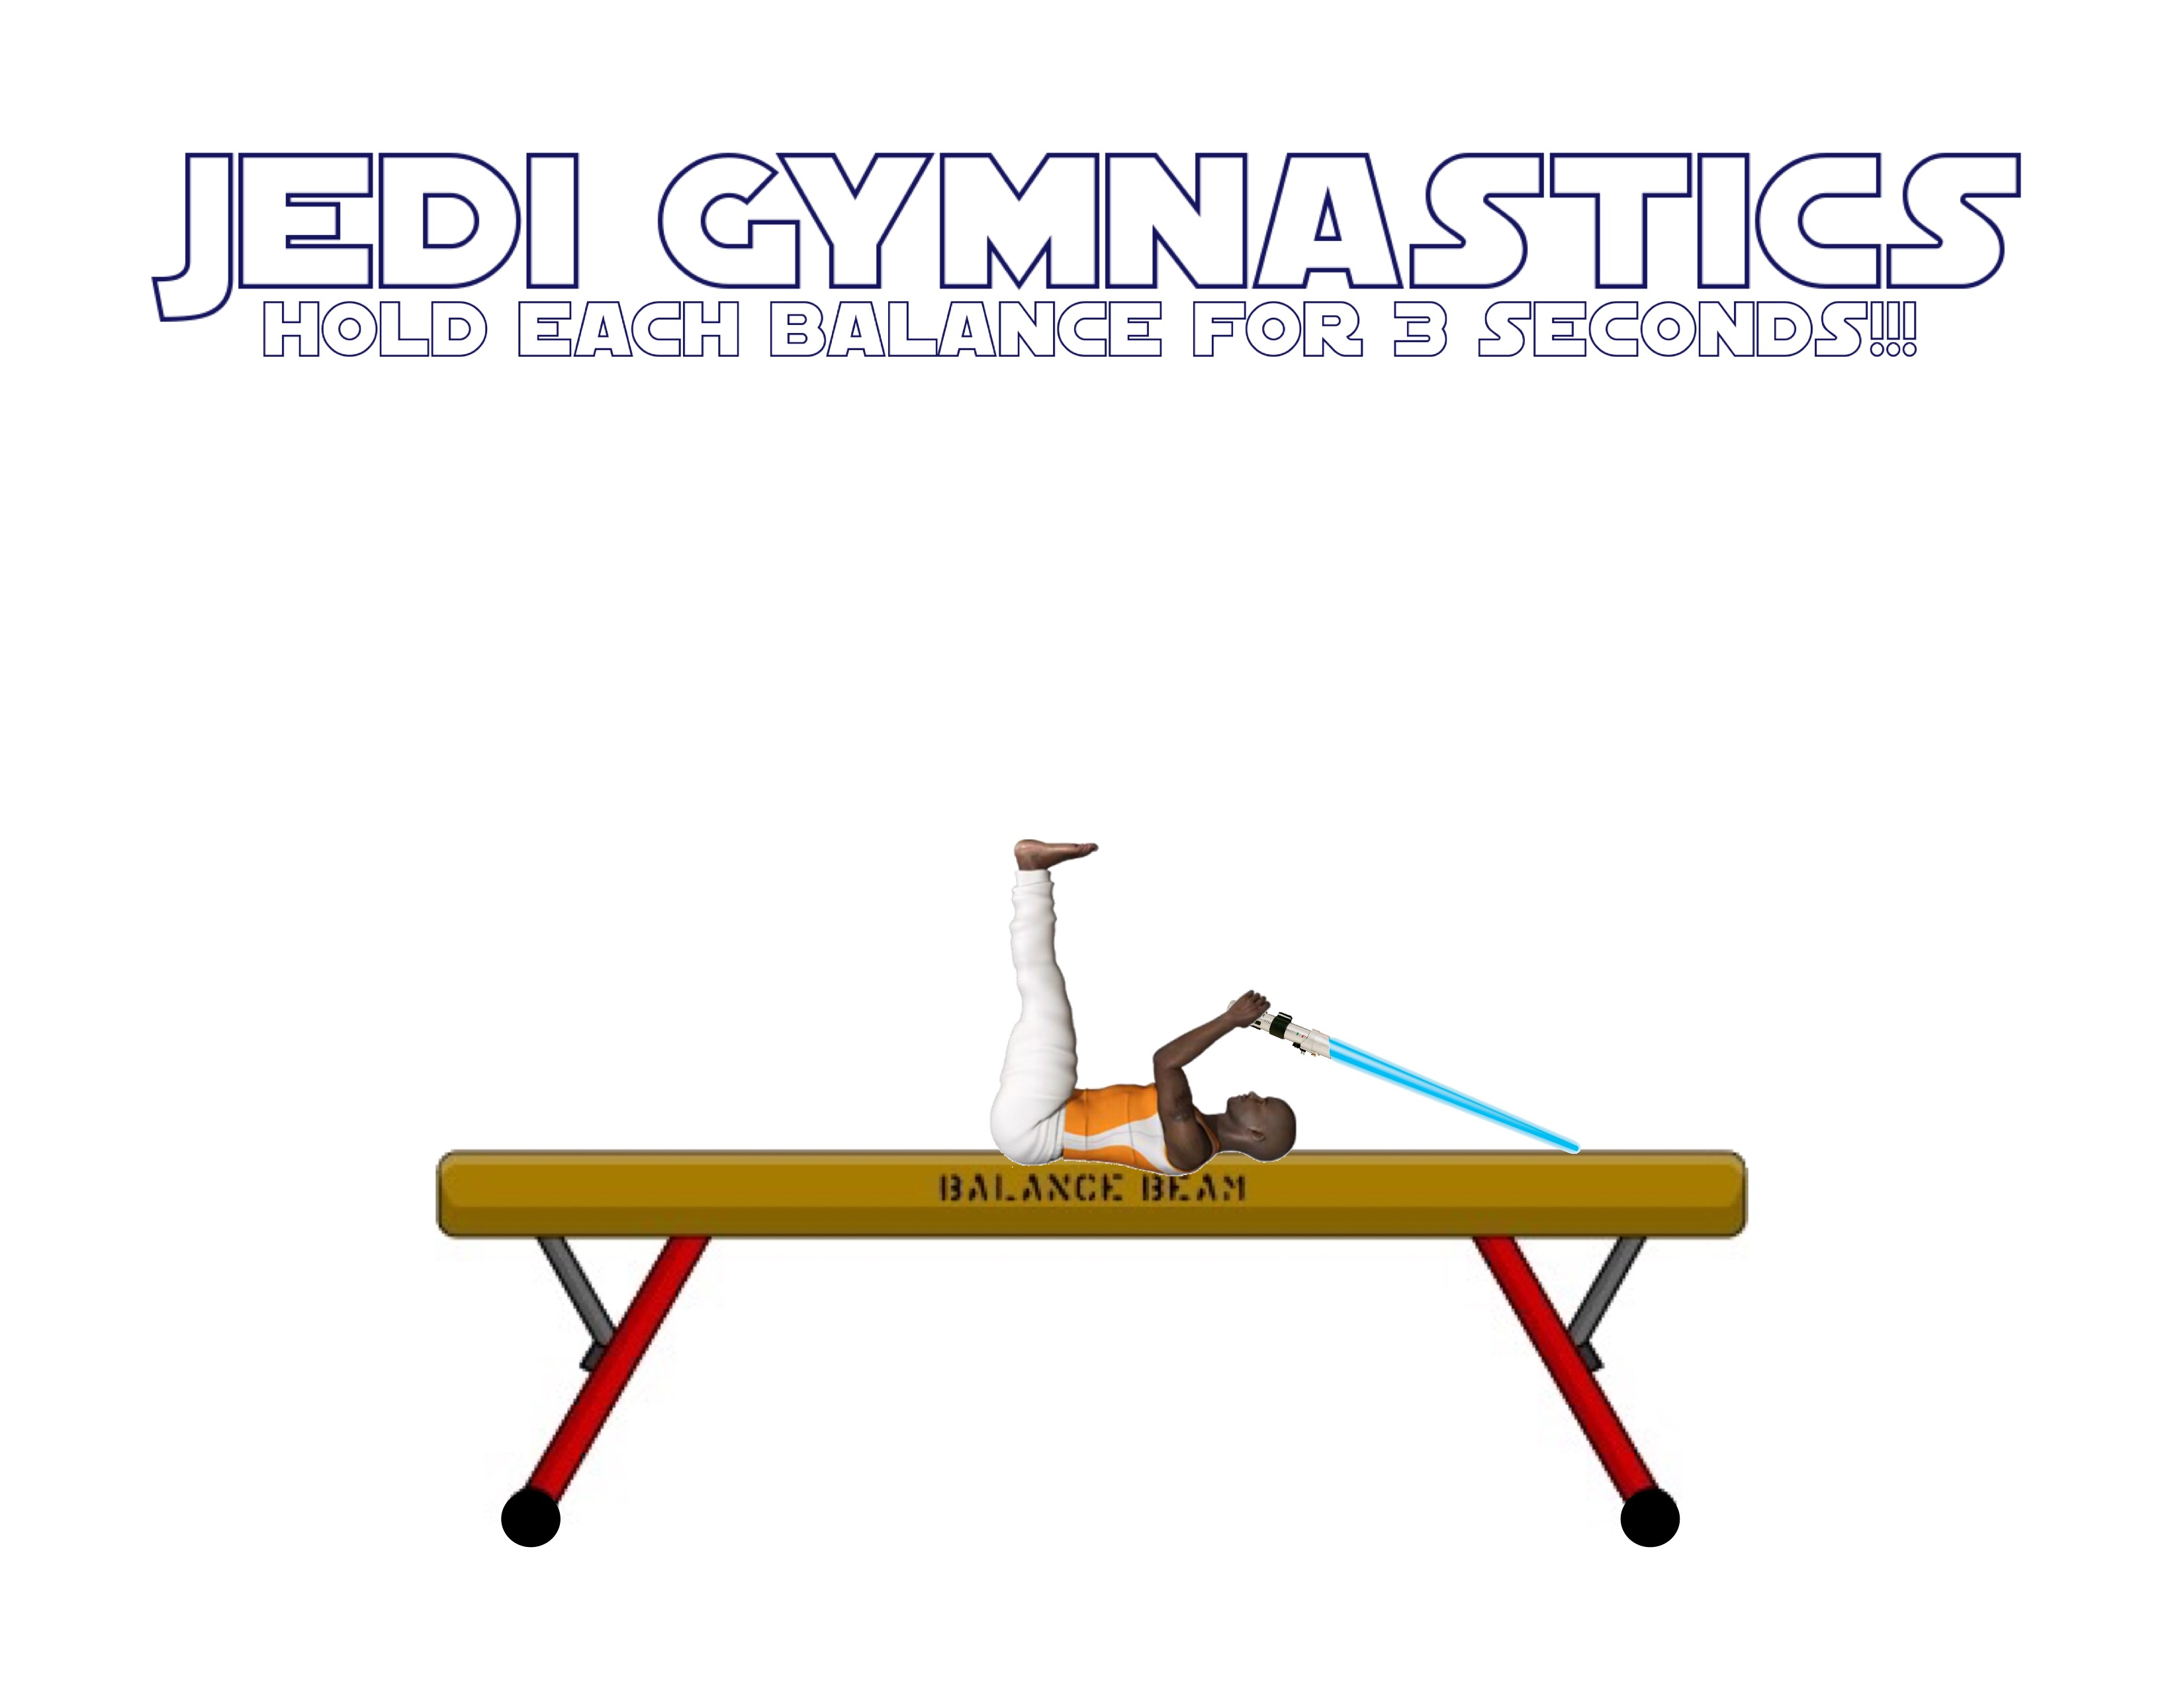 JEDI GYMNASTICS
HOLD EACH BALANCE FOR 3 SECONDS!!!
BALANCE BEAM